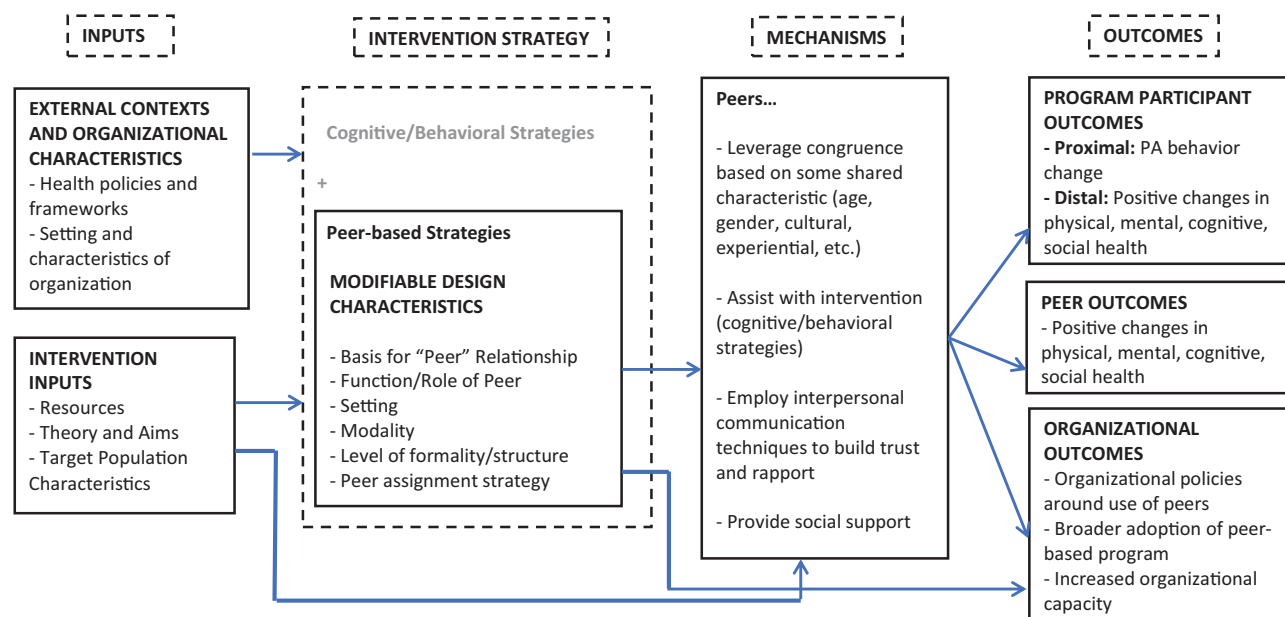 INPUTS
INTERVENTION STRATEGY
MECHANISMS
OUTCOMES
EXTERNAL CONTEXTS
AND ORGANIZATIONAL
CHARACTERISTICS
- Health policies and
frameworks
- Setting and
characteristics of
organization
INTERVENTION
INPUTS
- Resources
- Theory and Aims
- Target Population
Characteristics
Cognitive/Behavioral Strategies
+
Peer-based Strategies
MODIFIABLE DESIGN
CHARACTERISTICS
- Basis for “Peer” Relationship
- Function/Role of Peer
- Setting
- Modality
- Level of formality/structure
- Peer assignment strategy
Peers...
- Leverage congruence
based on some shared
characteristic (age,
gender, cultural,
experiential, etc.)
- Assist with intervention
(cognitive/behavioral
strategies)
- Employ interpersonal
communication
techniques to build trust
and rapport
- Provide social support
PROGRAM PARTICIPANT
OUTCOMES
- Proximal: PA behavior
change
- Distal: Positive changes in
physical, mental, cognitive,
social health
PEER OUTCOMES
- Positive changes in
physical, mental, cognitive,
social health
ORGANIZATIONAL
OUTCOMES
- Organizational policies
around use of peers
- Broader adoption of peer-
based program
- Increased organizational
capacity